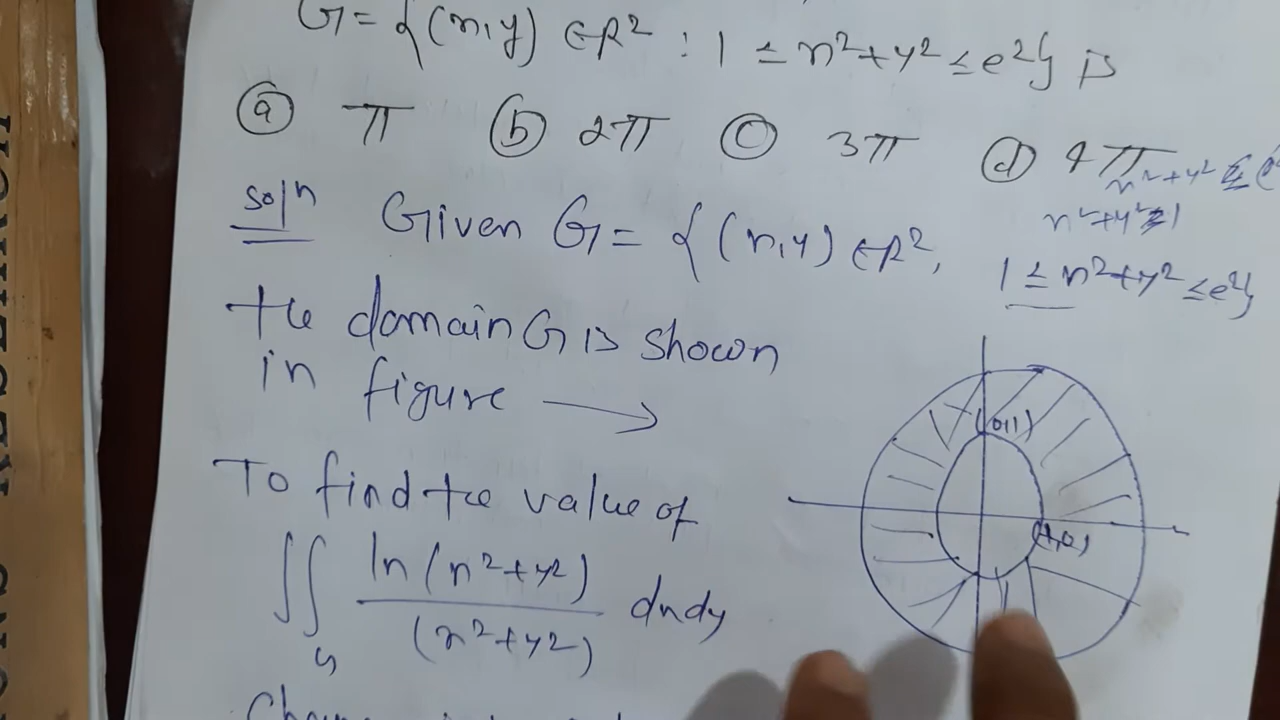 G = {(x,y) ∈ R² : 1 ≤ x²+y² ≤ e²} is
(a) π (b) 2π (c) 3π (d) 4π
x²+y² ≤ e²
x²+y² ≥ 1
Solⁿ Given G = {(x,y) ∈ R²,
1 ≤ x²+y² ≤ e²}
the domain G is shown
in figure →
(0,1)
(1,0)
To find the value of
∬ ln(x²+y²) / (x²+y²) dxdy
G